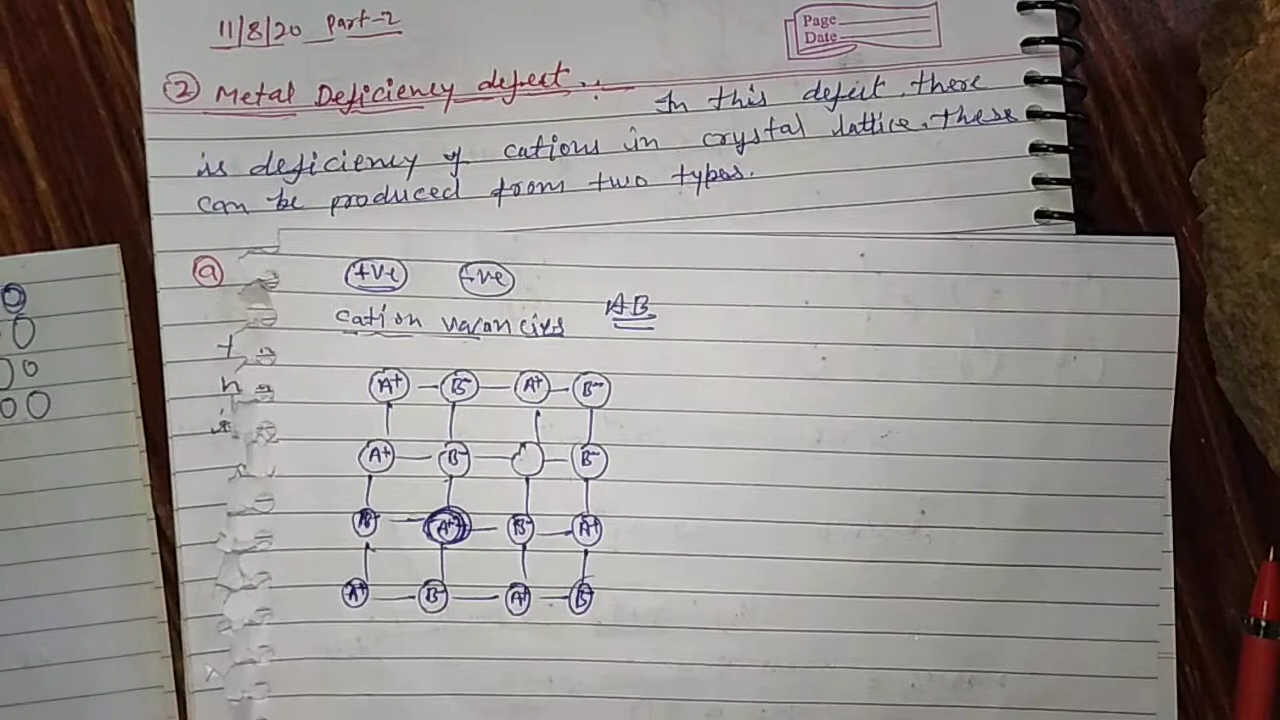 11/8/20 Part-2
Page
Date
② Metal Deficiency defect :. In this defect, there
is deficiency of cations in crystal lattice, these
can be produced from two types.
ⓐ +ve +ve
cation vacancies AB
A+ B- A+ B-
A+ B- B-
A+ B- A+
A+ B- A+ B-